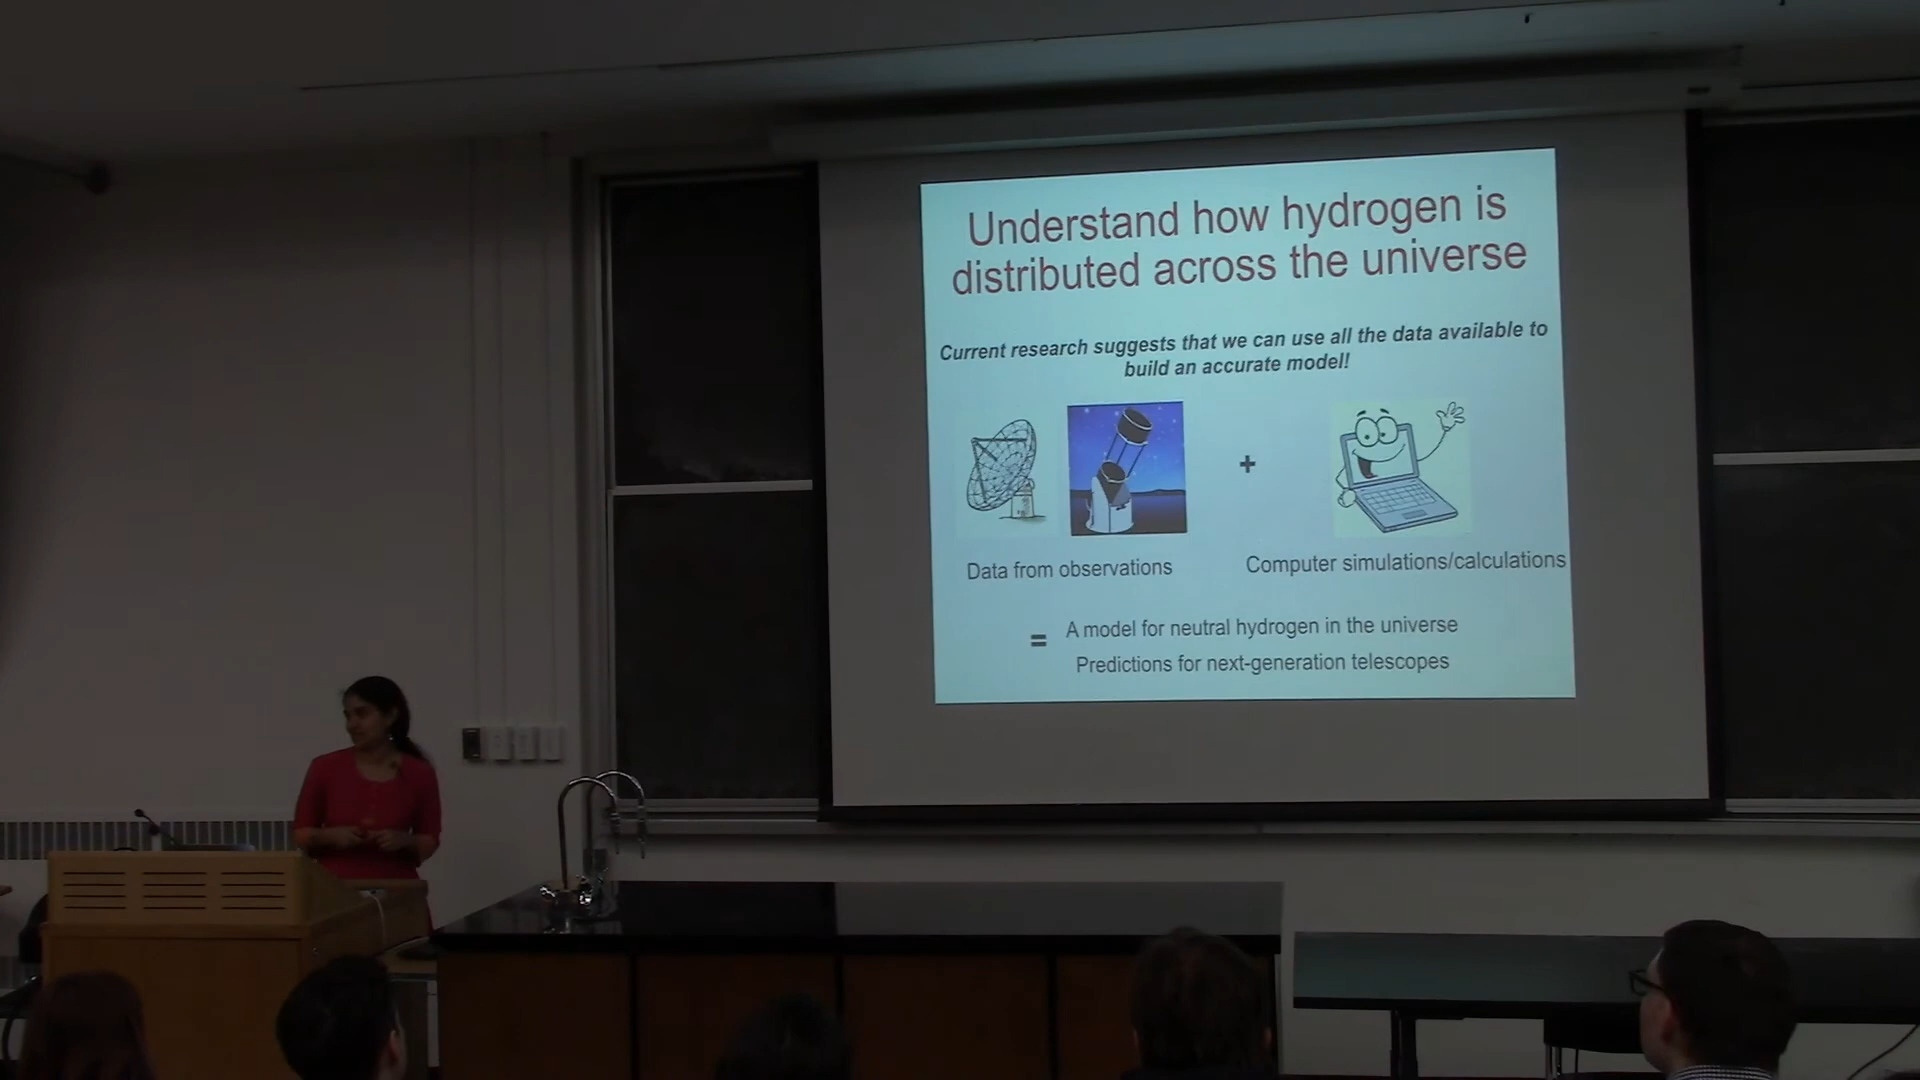 Understand how hydrogen is
distributed across the universe
Current research suggests that we can use all the data available to
build an accurate model!
+
Data from observations
Computer simulations/calculations
= A model for neutral hydrogen in the universe
Predictions for next-generation telescopes